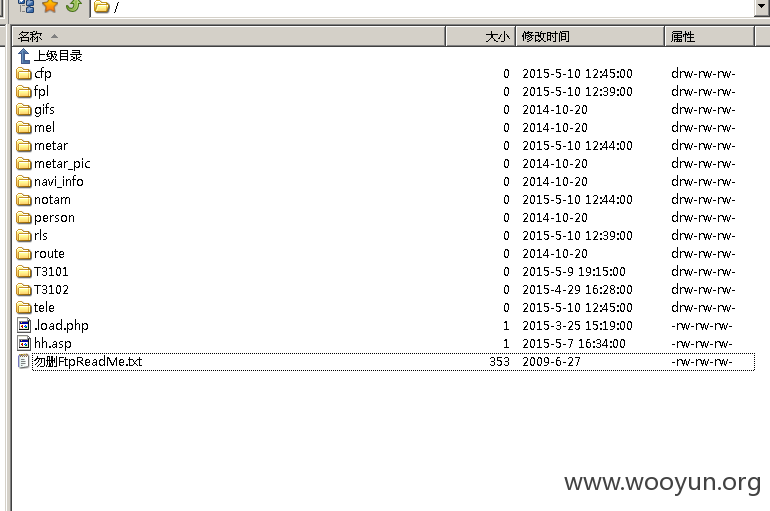 /
名称 大小 修改时间 属性
上级目录
cfp 0 2015-5-10 12:45:00 drw-rw-rw-
fpl 0 2015-5-10 12:39:00 drw-rw-rw-
gifs 0 2014-10-20 drw-rw-rw-
mel 0 2014-10-20 drw-rw-rw-
metar 0 2015-5-10 12:44:00 drw-rw-rw-
metar_pic 0 2014-10-20 drw-rw-rw-
navi_info 0 2014-10-20 drw-rw-rw-
notam 0 2015-5-10 12:44:00 drw-rw-rw-
person 0 2014-10-20 drw-rw-rw-
rls 0 2015-5-10 12:39:00 drw-rw-rw-
route 0 2014-10-20 drw-rw-rw-
T3101 0 2015-5-9 19:15:00 drw-rw-rw-
T3102 0 2015-4-29 16:28:00 drw-rw-rw-
tele 0 2015-5-10 12:45:00 drw-rw-rw-
.load.php 1 2015-3-25 15:19:00 -rw-rw-rw-
hh.asp 1 2015-5-7 16:34:00 -rw-rw-rw-
勿删FtpReadMe.txt 353 2009-6-27 -rw-rw-rw-
www.wooyun.org